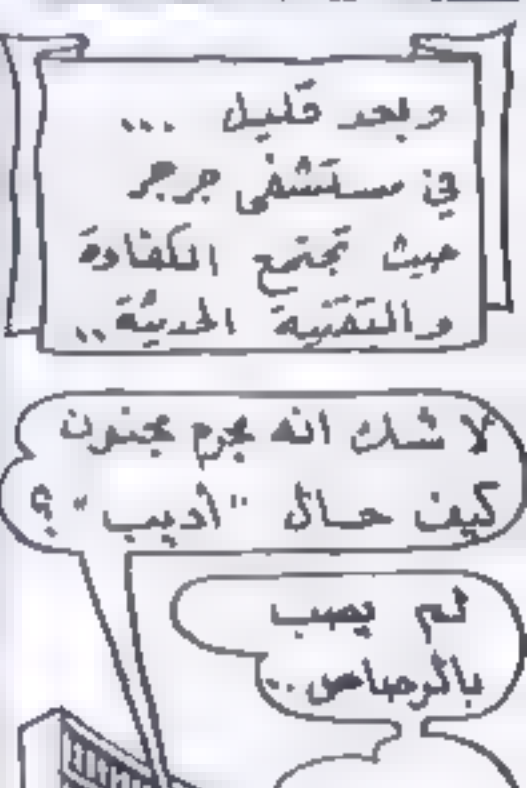 وبعد قليل ...
في مستشفى جرجر
حيث تجتمع الكفاءة
والتقنية الحديثة..
لا شك انه مجرم مجنون
كيف حال "أديب" ؟
لم يصب
بالرصاص..